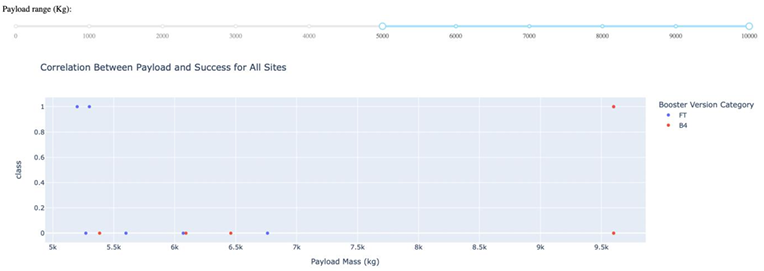 Payload range (Kg):
0 1000 2000 3000 4000 5000 6000 7000 8000 9000 10000
Correlation Between Payload and Success for All Sites
Booster Version Category
FT
B4
1
0.8
0.6
0.4
0.2
0
class
5k 5.5k 6k 6.5k 7k 7.5k 8k 8.5k 9k 9.5k
Payload Mass (kg)